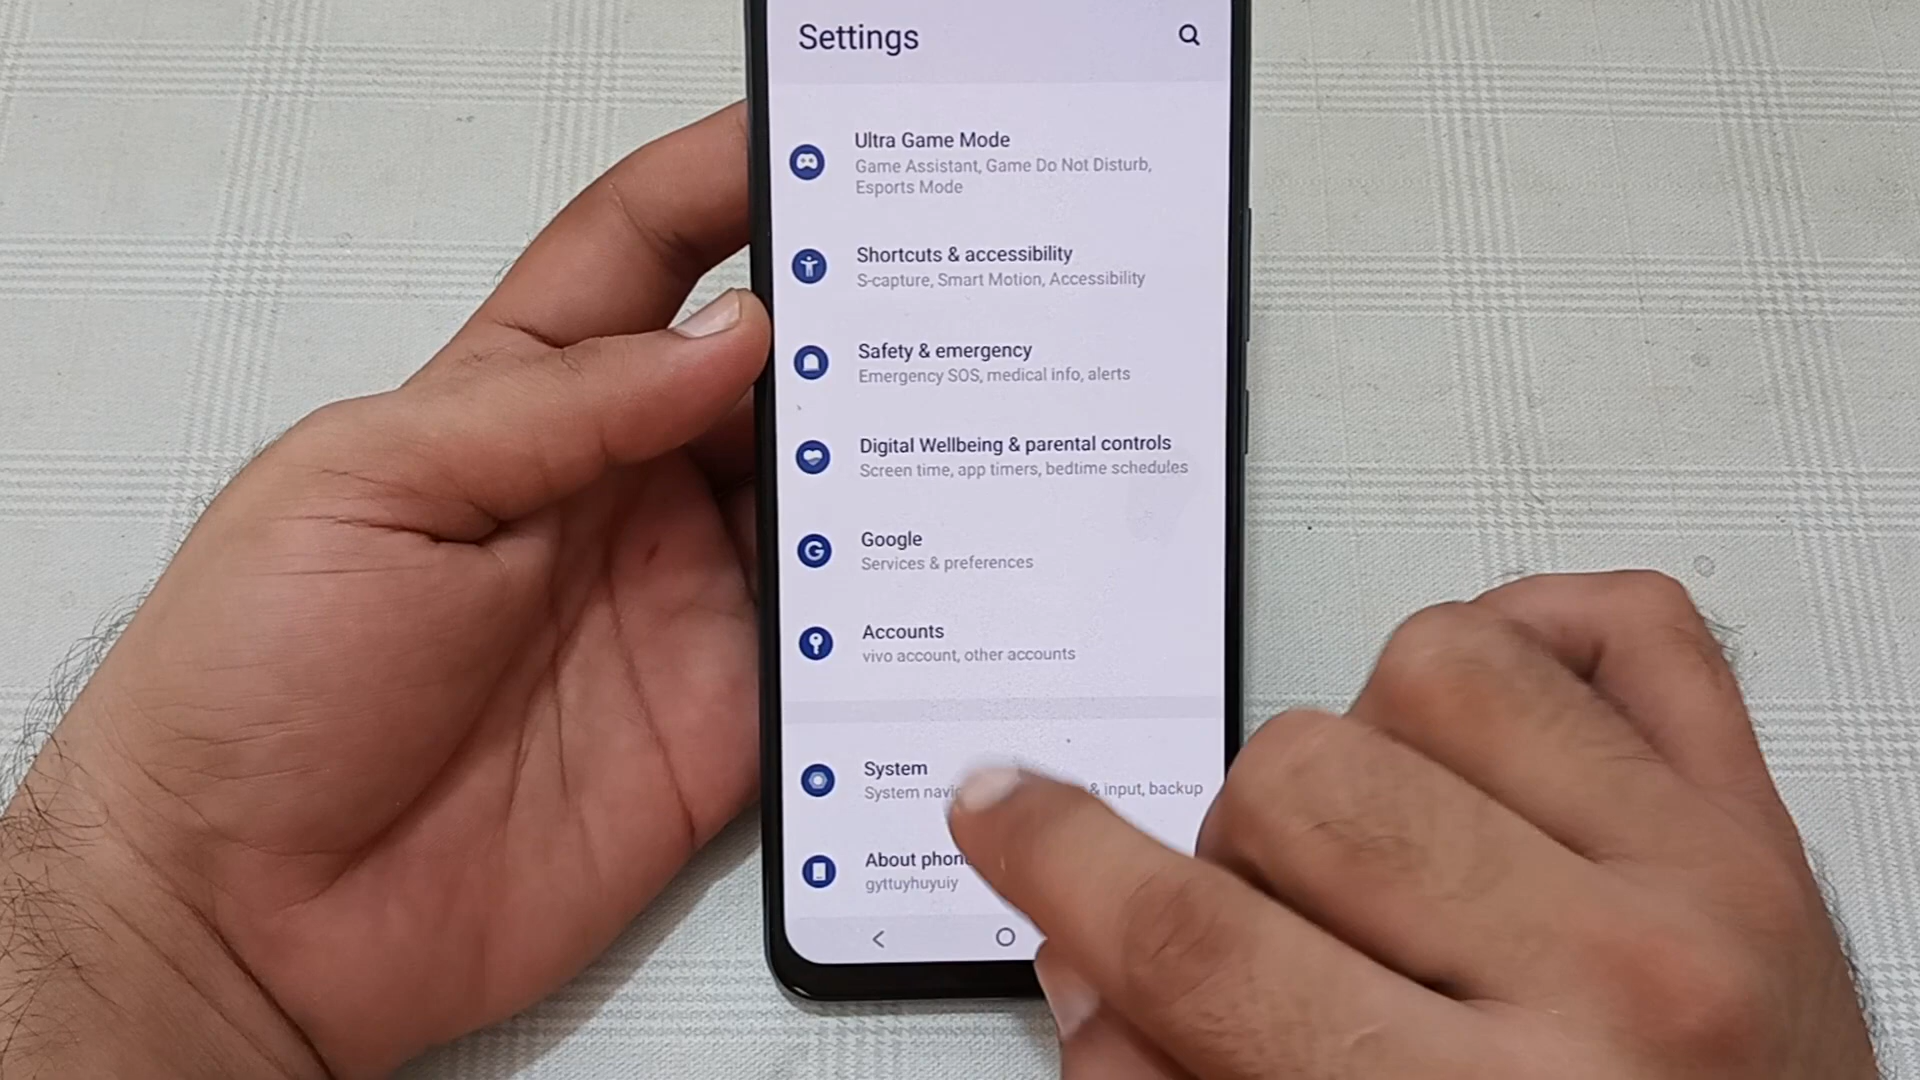 Settings
Ultra Game Mode
Game Assistant, Game Do Not Disturb,
Esports Mode
Shortcuts & accessibility
S-capture, Smart Motion, Accessibility
Safety & emergency
Emergency SOS, medical info, alerts
Digital Wellbeing & parental controls
Screen time, app timers, bedtime schedules
Google
Services & preferences
Accounts
vivo account, other accounts
System
System & input, backup
About
gyttuyhuyuiy